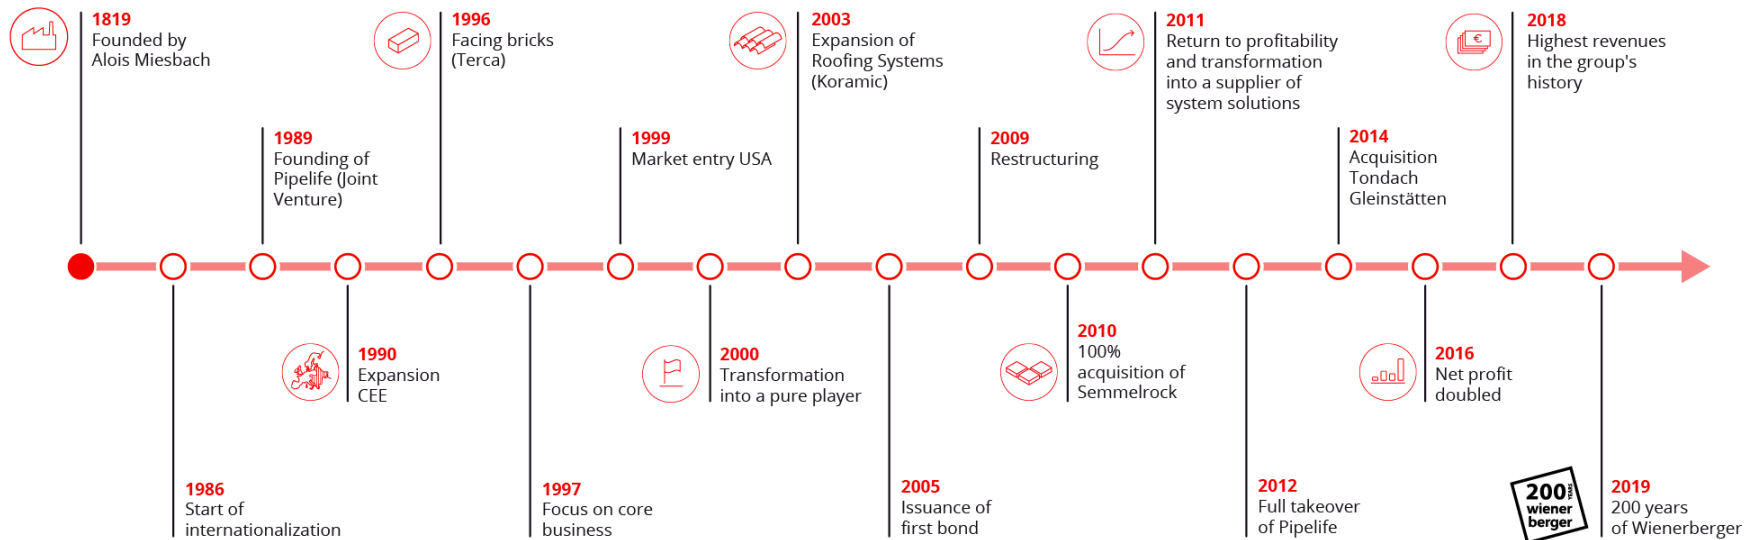 1819
Founded by
Alois Miesbach
1986
Start of
internationalization
1989
Founding of
Pipelife (Joint
Venture)
1990
Expansion
CEE
1996
Facing bricks
(Terca)
1997
Focus on core
business
1999
Market entry USA
2000
Transformation
into a pure player
2003
Expansion of
Roofing Systems
(Koramic)
2005
Issuance of
first bond
2009
Restructuring
2010
100%
acquisition of
Semmelrock
2011
Return to profitability
and transformation
into a supplier of
system solutions
2012
Full takeover
of Pipelife
2014
Acquisition
Tondach
Gleinstätten
2016
Net profit
doubled
2018
Highest revenues
in the group's
history
€
2019
200 years
of Wienerberger
200 YEARS
wiener
berger